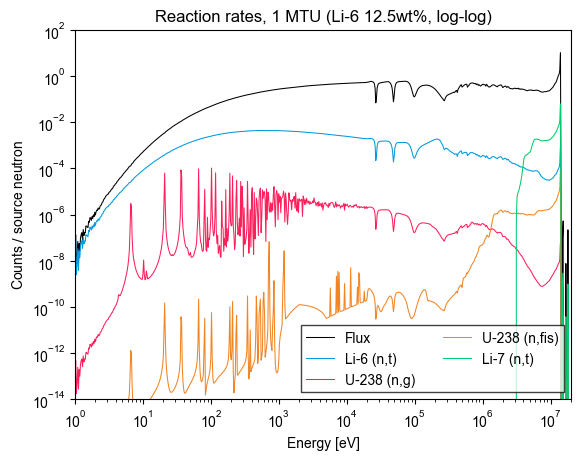 Reaction rates, 1 MTU (Li-6 12.5wt%, log-log)
Counts / source neutron
10^2
10^0
10^−2
10^−4
10^−6
10^−8
10^−10
10^−12
10^−14
Flux
Li-6 (n,t)
U-238 (n,g)
U-238 (n,fis)
Li-7 (n,t)
10^0 10^1 10^2 10^3 10^4 10^5 10^6 10^7
Energy [eV]